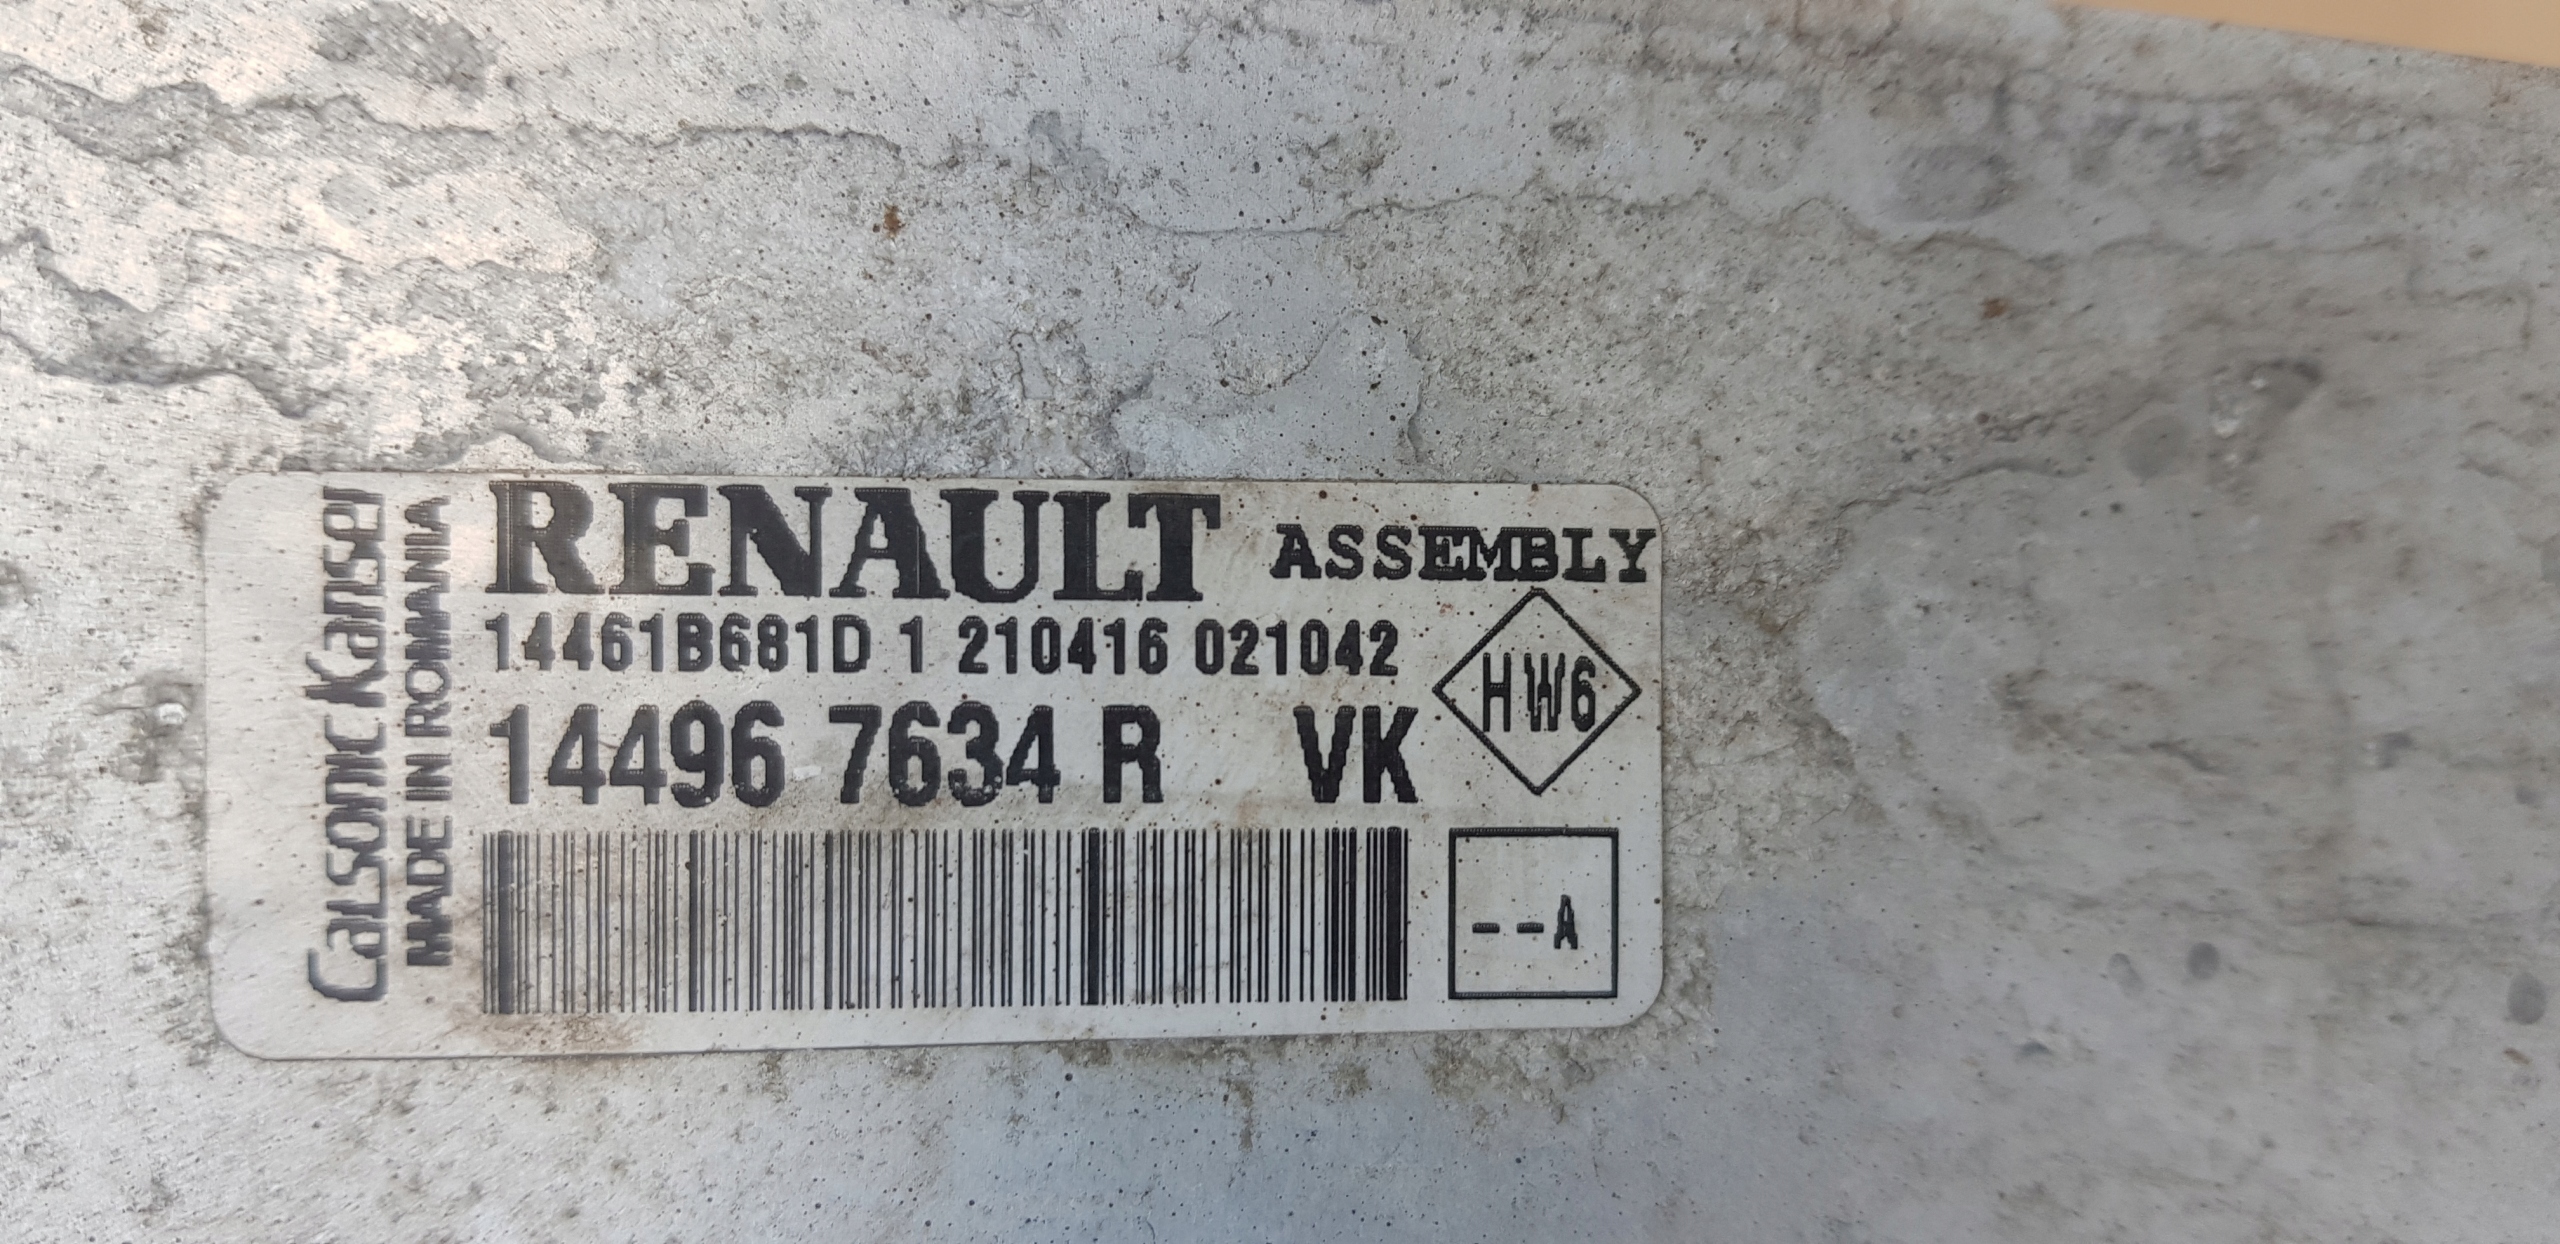 Calsonic Kansei
MADE IN ROMANIA
RENAULT ASSEMBLY
14461B681D 1 210416 021042
14496 7634 R VK
HW6
--A